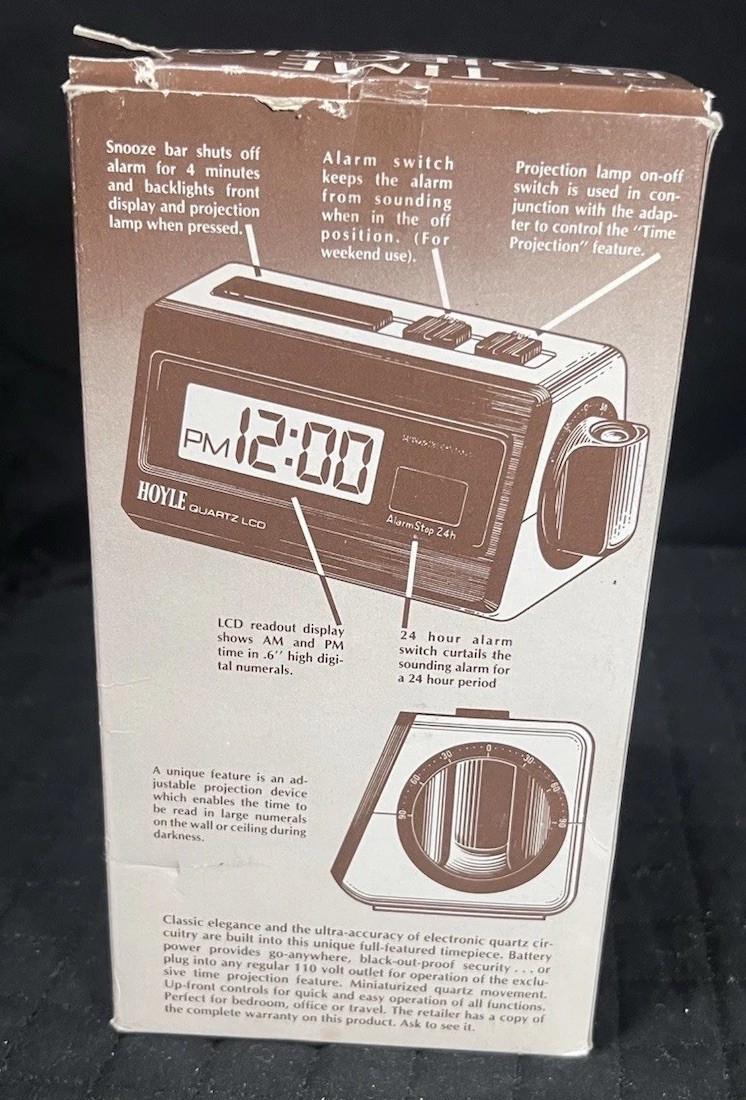 TIME
Snooze bar shuts off
alarm for 4 minutes
and backlights front
display and projection
lamp when pressed.
Alarm switch
keeps the alarm
from sounding
when in the off
position. (For
weekend use).
Projection lamp on-off
switch is used in con-
junction with the adap-
ter to control the "Time
Projection" feature.
PM 12:00
HOYLE QUARTZ LCD
AlarmStop 24h
LCD readout display
shows AM and PM
time in .6'' high digi-
tal numerals.
24 hour alarm
switch curtails the
sounding alarm for
a 24 hour period
90 60 30 0 30 60 90
A unique feature is an ad-
justable projection device
which enables the time to
be read in large numerals
on the wall or ceiling during
darkness.
Classic elegance and the ultra-accuracy of electronic quartz cir-
cuitry are built into this unique full-featured timepiece. Battery
power provides go-anywhere, black-out-proof security . . . or
plug into any regular 110 volt outlet for operation of the exclu-
sive time projection feature. Miniaturized quartz movement.
Up-front controls for quick and easy operation of all functions.
Perfect for bedroom, office or travel. The retailer has a copy of
the complete warranty on this product. Ask to see it.